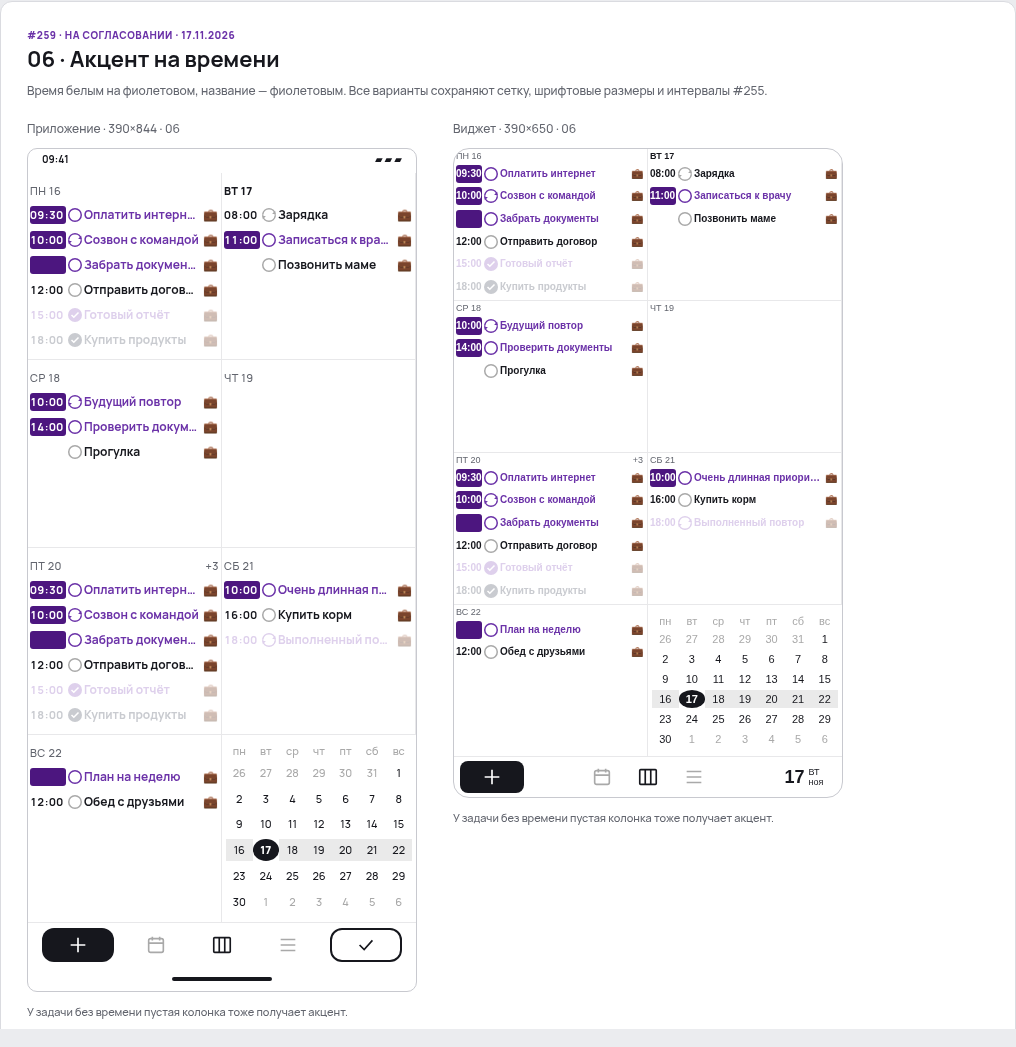 #259 · НА СОГЛАСОВАНИИ · 17.11.2026
06 · Акцент на времени
Время белым на фиолетовом, название — фиолетовым. Все варианты сохраняют сетку, шрифтовые размеры и интервалы #255.
Приложение · 390×844 · 06
09:41
ПН 16
09:30 Оплатить интерн...
10:00 Созвон с командой
Забрать докумен...
12:00 Отправить догов...
15:00 Готовый отчёт
18:00 Купить продукты
ВТ 17
08:00 Зарядка
11:00 Записаться к вра...
Позвонить маме
СР 18
10:00 Будущий повтор
14:00 Проверить докум...
Прогулка
ЧТ 19
ПТ 20 +3
09:30 Оплатить интерн...
10:00 Созвон с командой
Забрать докумен...
12:00 Отправить догов...
15:00 Готовый отчёт
18:00 Купить продукты
СБ 21
10:00 Очень длинная п...
16:00 Купить корм
18:00 Выполненный по...
ВС 22
План на неделю
12:00 Обед с друзьями
пн вт ср чт пт сб вс
26 27 28 29 30 31 1
2 3 4 5 6 7 8
9 10 11 12 13 14 15
16 17 18 19 20 21 22
23 24 25 26 27 28 29
30 1 2 3 4 5 6
У задачи без времени пустая колонка тоже получает акцент.
Виджет · 390×650 · 06
ПН 16
09:30 Оплатить интернет
10:00 Созвон с командой
Забрать документы
12:00 Отправить договор
15:00 Готовый отчёт
18:00 Купить продукты
ВТ 17
08:00 Зарядка
11:00 Записаться к врачу
Позвонить маме
СР 18
10:00 Будущий повтор
14:00 Проверить документы
Прогулка
ЧТ 19
ПТ 20 +3
09:30 Оплатить интернет
10:00 Созвон с командой
Забрать документы
12:00 Отправить договор
15:00 Готовый отчёт
18:00 Купить продукты
СБ 21
10:00 Очень длинная приори...
16:00 Купить корм
18:00 Выполненный повтор
ВС 22
План на неделю
12:00 Обед с друзьями
пн вт ср чт пт сб вс
26 27 28 29 30 31 1
2 3 4 5 6 7 8
9 10 11 12 13 14 15
16 17 18 19 20 21 22
23 24 25 26 27 28 29
30 1 2 3 4 5 6
17 ВТ
ноя
У задачи без времени пустая колонка тоже получает акцент.